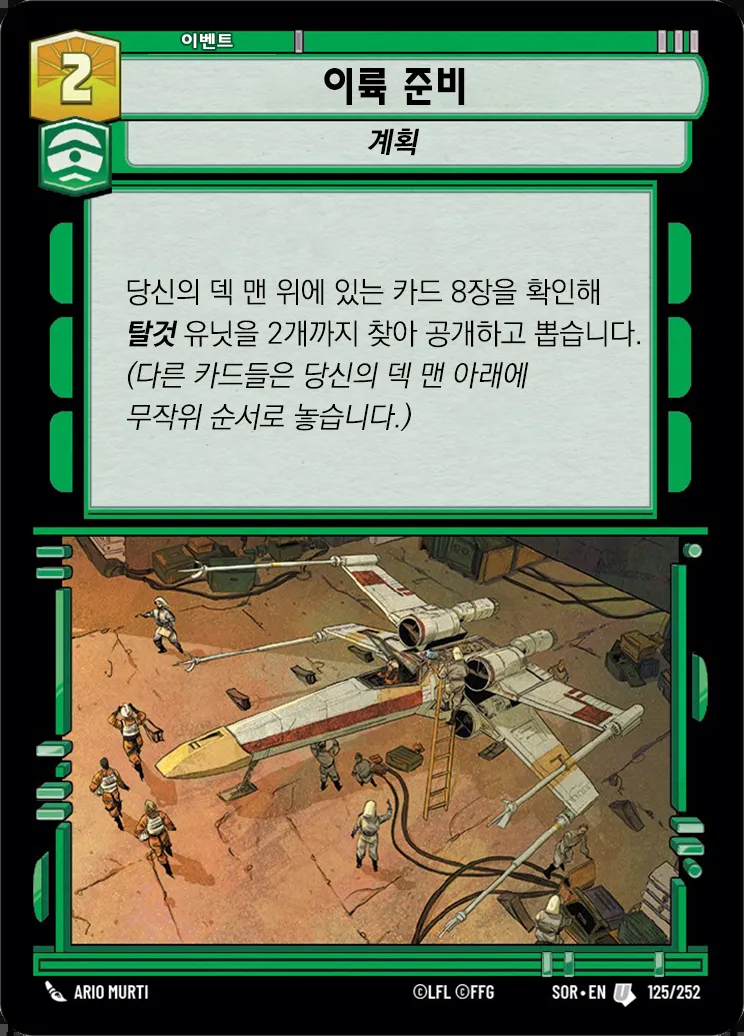 이벤트
2
이륙 준비
계획
당신의 덱 맨 위에 있는 카드 8장을 확인해
탈것 유닛을 2개까지 찾아 공개하고 뽑습니다.
(다른 카드들은 당신의 덱 맨 아래에
무작위 순서로 놓습니다.)
ARIO MURTI
©LFL ©FFG
SOR • EN U 125/252